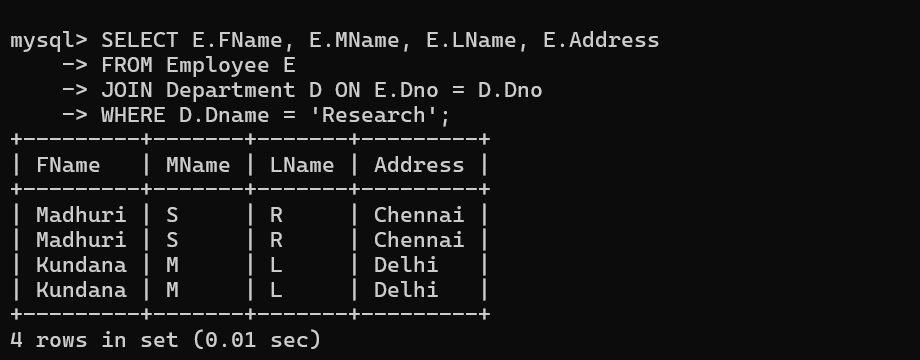 mysql> SELECT E.FName, E.MName, E.LName, E.Address
    -> FROM Employee E
    -> JOIN Department D ON E.Dno = D.Dno
    -> WHERE D.Dname = 'Research';
+---------+-------+-------+---------+
| FName   | MName | LName | Address |
+---------+-------+-------+---------+
| Madhuri | S     | R     | Chennai |
| Madhuri | S     | R     | Chennai |
| Kundana | M     | L     | Delhi   |
| Kundana | M     | L     | Delhi   |
+---------+-------+-------+---------+
4 rows in set (0.01 sec)